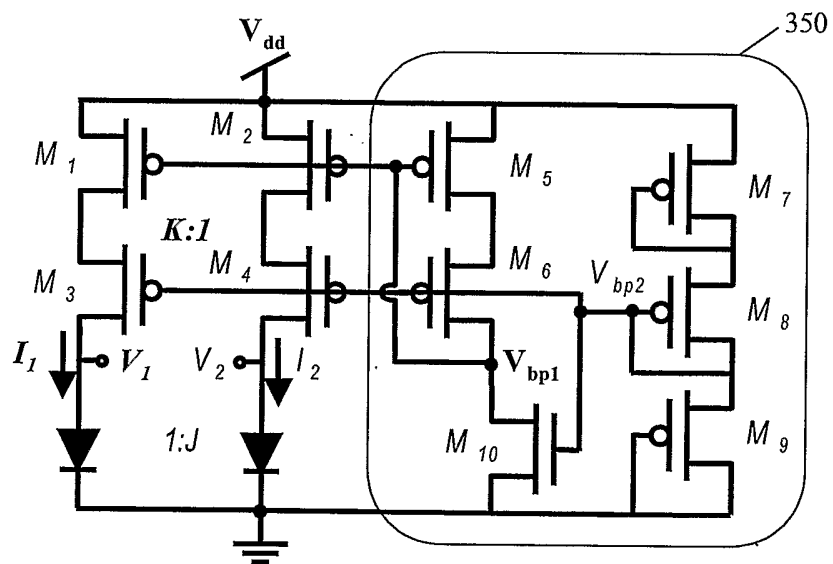 350
V_dd
M_1
M_2
M_5
M_7
K:1
M_3
M_4
M_6
V_bp2
M_8
I_1
V_1
V_2
I_2
V_bp1
1:J
M_10
M_9